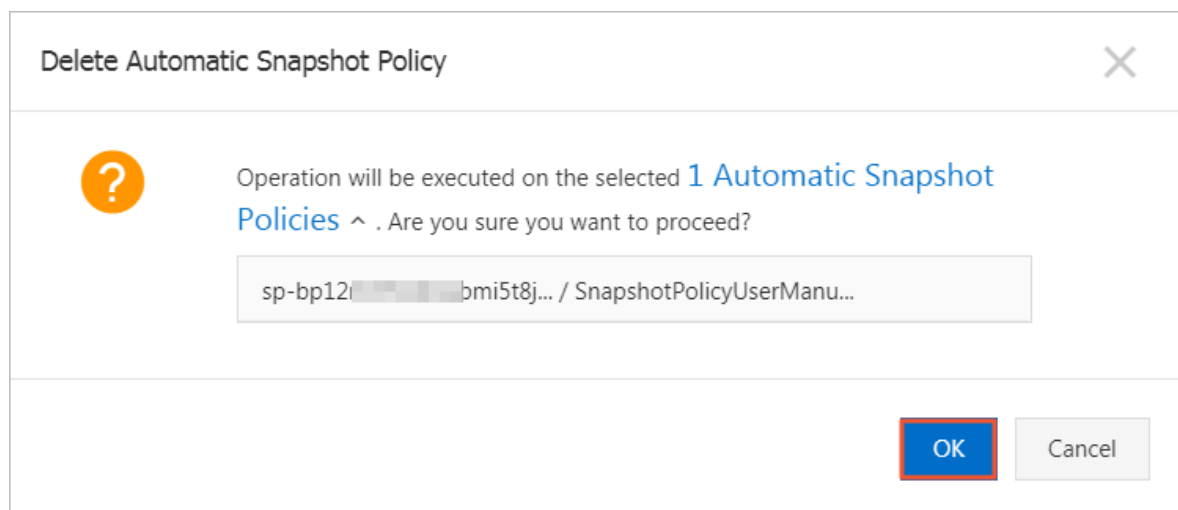 Delete Automatic Snapshot Policy
Operation will be executed on the selected 1 Automatic Snapshot
Policies ^ . Are you sure you want to proceed?
sp-bp12 bmi5t8j... / SnapshotPolicyUserManu...
OK
Cancel